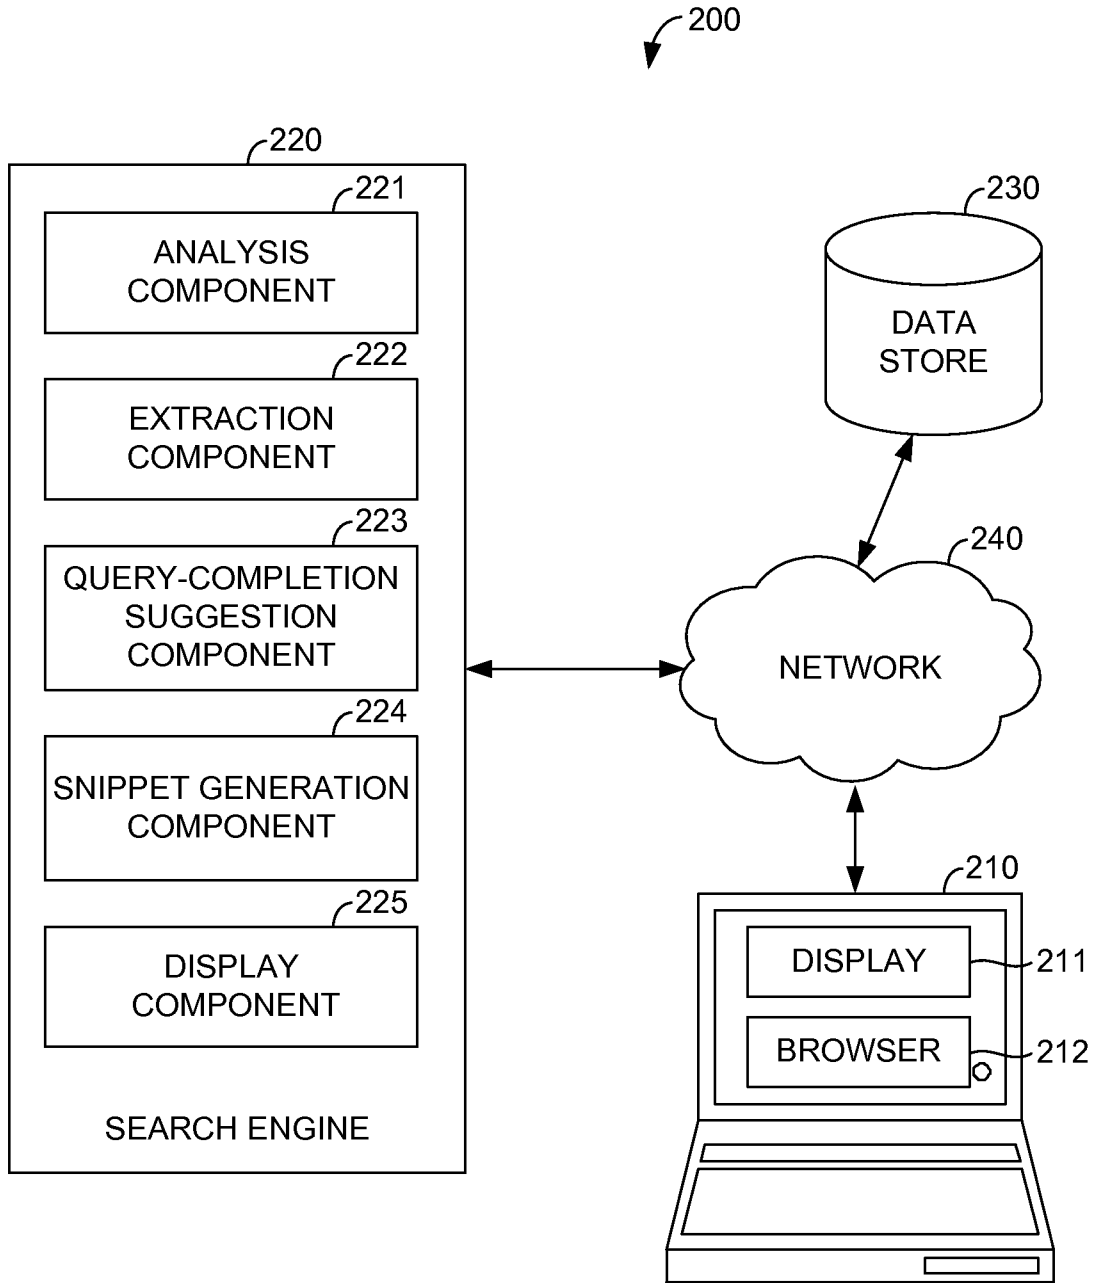 200
220
221
ANALYSIS
COMPONENT
222
EXTRACTION
COMPONENT
223
QUERY-COMPLETION
SUGGESTION
COMPONENT
224
SNIPPET GENERATION
COMPONENT
225
DISPLAY
COMPONENT
SEARCH ENGINE
230
DATA
STORE
240
NETWORK
210
DISPLAY
211
BROWSER
212